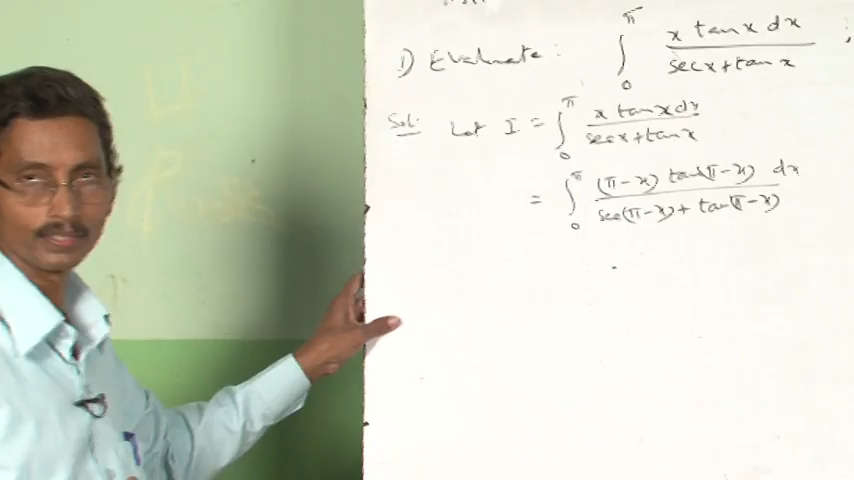 1) Evaluate: ∫₀^π x tan x dx / sec x + tan x ;
Sol: Let I = ∫₀^π x tan x dx / sec x + tan x
= ∫₀^π (π-x) tan(π-x) dx / sec(π-x) + tan(π-x)